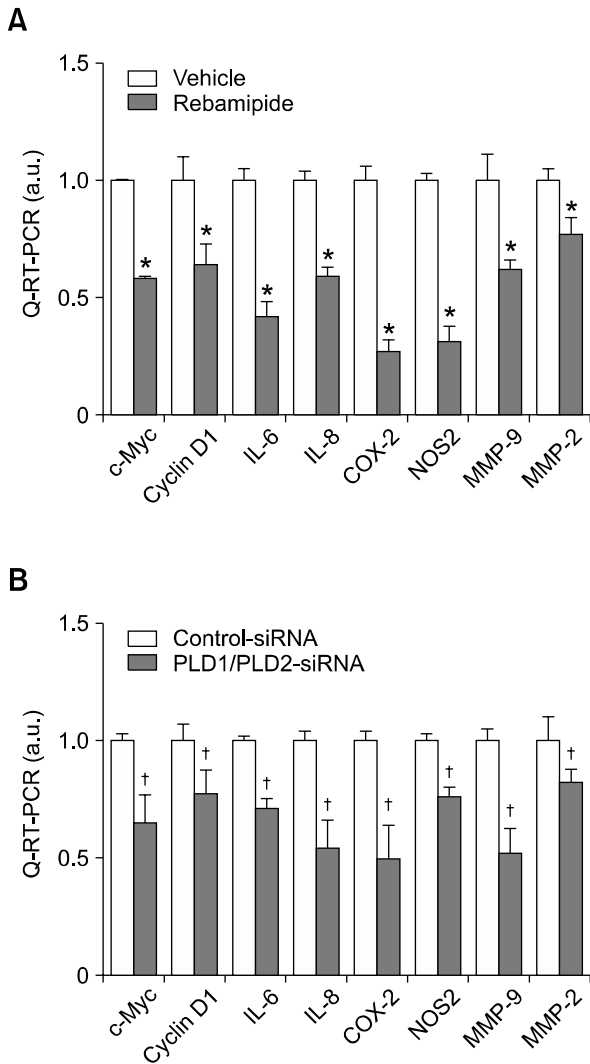 A
1.5
Vehicle
Rebamipide
1.0
* * * * * * * *
0.5
0
Q-RT-PCR (a.u.)
c-Myc Cyclin D1 IL-6 IL-8 COX-2 NOS2 MMP-9 MMP-2
B
1.5
Control-siRNA
PLD1/PLD2-siRNA
1.0
† † † † † † † †
0.5
0
Q-RT-PCR (a.u.)
c-Myc Cyclin D1 IL-6 IL-8 COX-2 NOS2 MMP-9 MMP-2